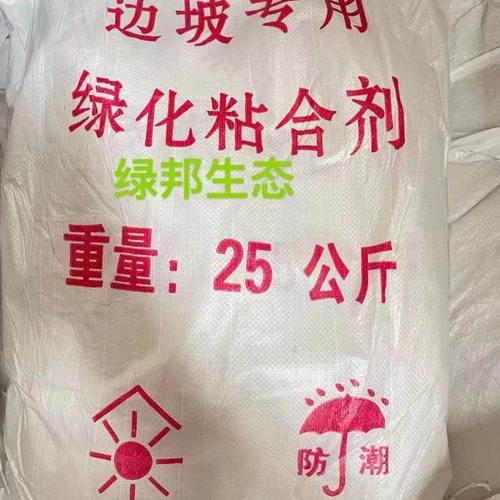 边坡专用
绿化粘合剂
绿邦生态
重量：25 公斤
防潮